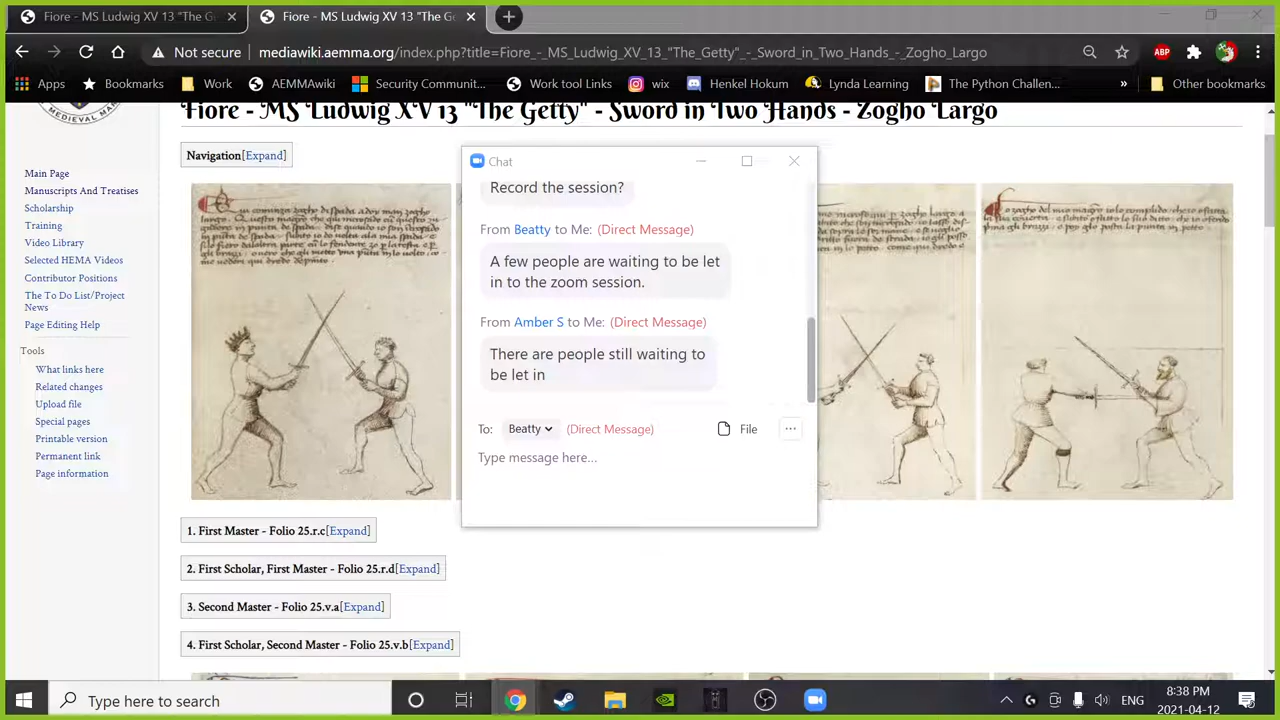 Fiore - MS Ludwig XV 13 "The Ge
Fiore - MS Ludwig XV 13 "The Ge
Not secure
mediawiki.aemma.org/index.php?title=Fiore_-_MS_Ludwig_XV_13_"The_Getty"_-_Sword_in_Two_Hands_-_Zogho_Largo
ABP
Apps
Bookmarks
Work
AEMMAwiki
Security Community...
Work tool Links
wix
Henkel Hokum
Lynda Learning
The Python Challen...
»
Other bookmarks
MEDIEVAL MAR
Fiore - MS Ludwig XV 13 "The Getty" - Sword in Two Hands - Zogho Largo
Navigation[Expand]
Main Page
Manuscripts And Treatises
Scholarship
Training
Video Library
Selected HEMA Videos
Contributor Positions
The To Do List/Project
News
Page Editing Help
Tools
What links here
Related changes
Upload file
Special pages
Printable version
Permanent link
Page information
Chat
Record the session?
From Beatty to Me: (Direct Message)
A few people are waiting to be let
in to the zoom session.
From Amber S to Me: (Direct Message)
There are people still waiting to
be let in
To: Beatty (Direct Message)
File
Type message here...
1. First Master - Folio 25.r.c[Expand]
2. First Scholar, First Master - Folio 25.r.d[Expand]
3. Second Master - Folio 25.v.a[Expand]
4. First Scholar, Second Master - Folio 25.v.b[Expand]
Type here to search
ENG
8:38 PM
2021-04-12